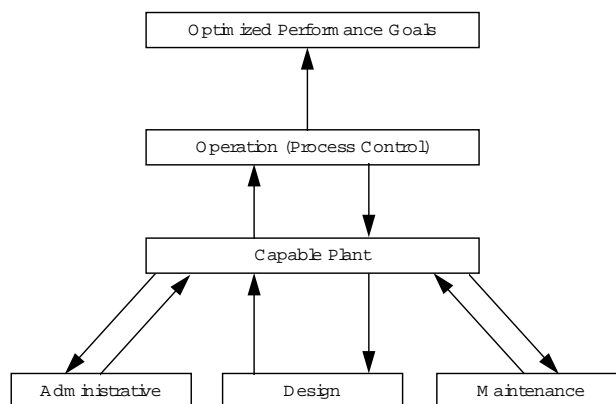 Optimized Performance Goals
Operation (Process Control)
Capable Plant
Administrative
Design
Maintenance